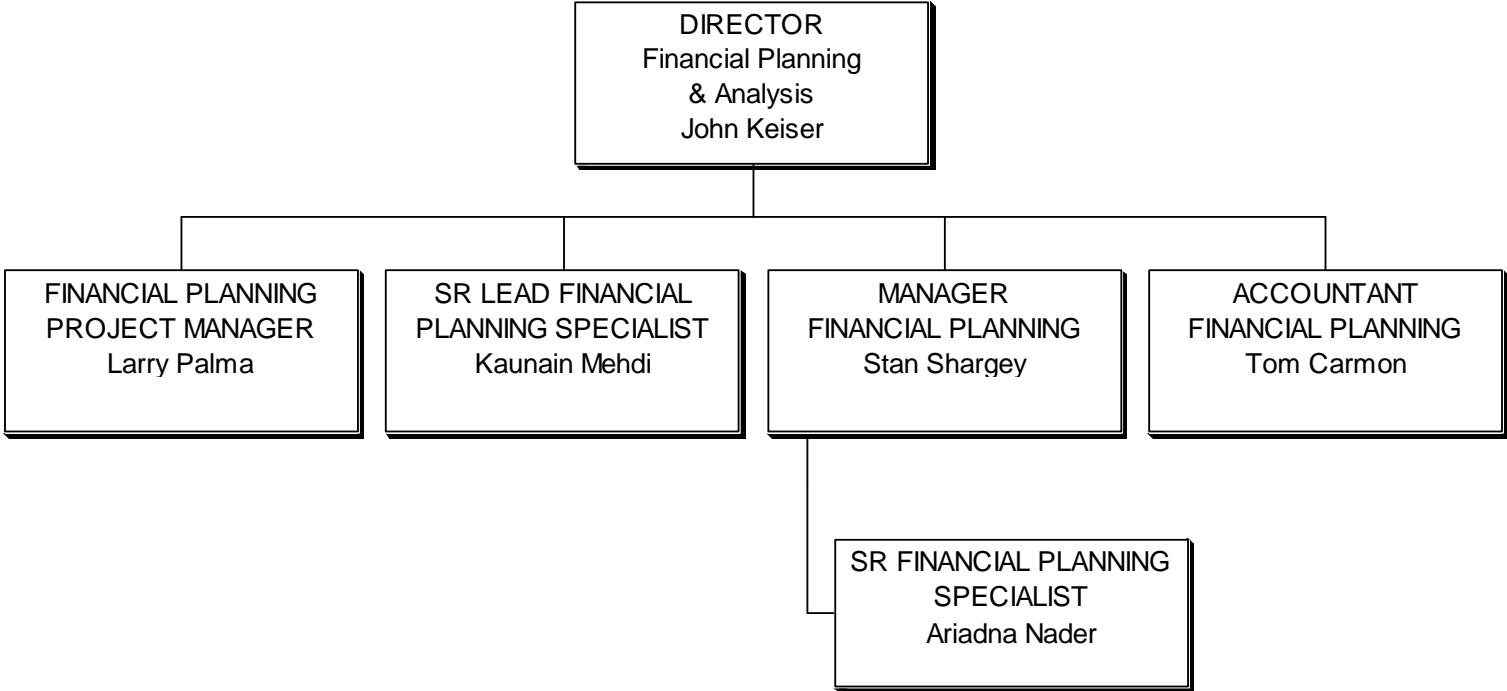 DIRECTOR
Financial Planning
& Analysis
John Keiser
FINANCIAL PLANNING
PROJECT MANAGER
Larry Palma
SR LEAD FINANCIAL
PLANNING SPECIALIST
Kaunain Mehdi
MANAGER
FINANCIAL PLANNING
Stan Shargey
ACCOUNTANT
FINANCIAL PLANNING
Tom Carmon
SR FINANCIAL PLANNING
SPECIALIST
Ariadna Nader